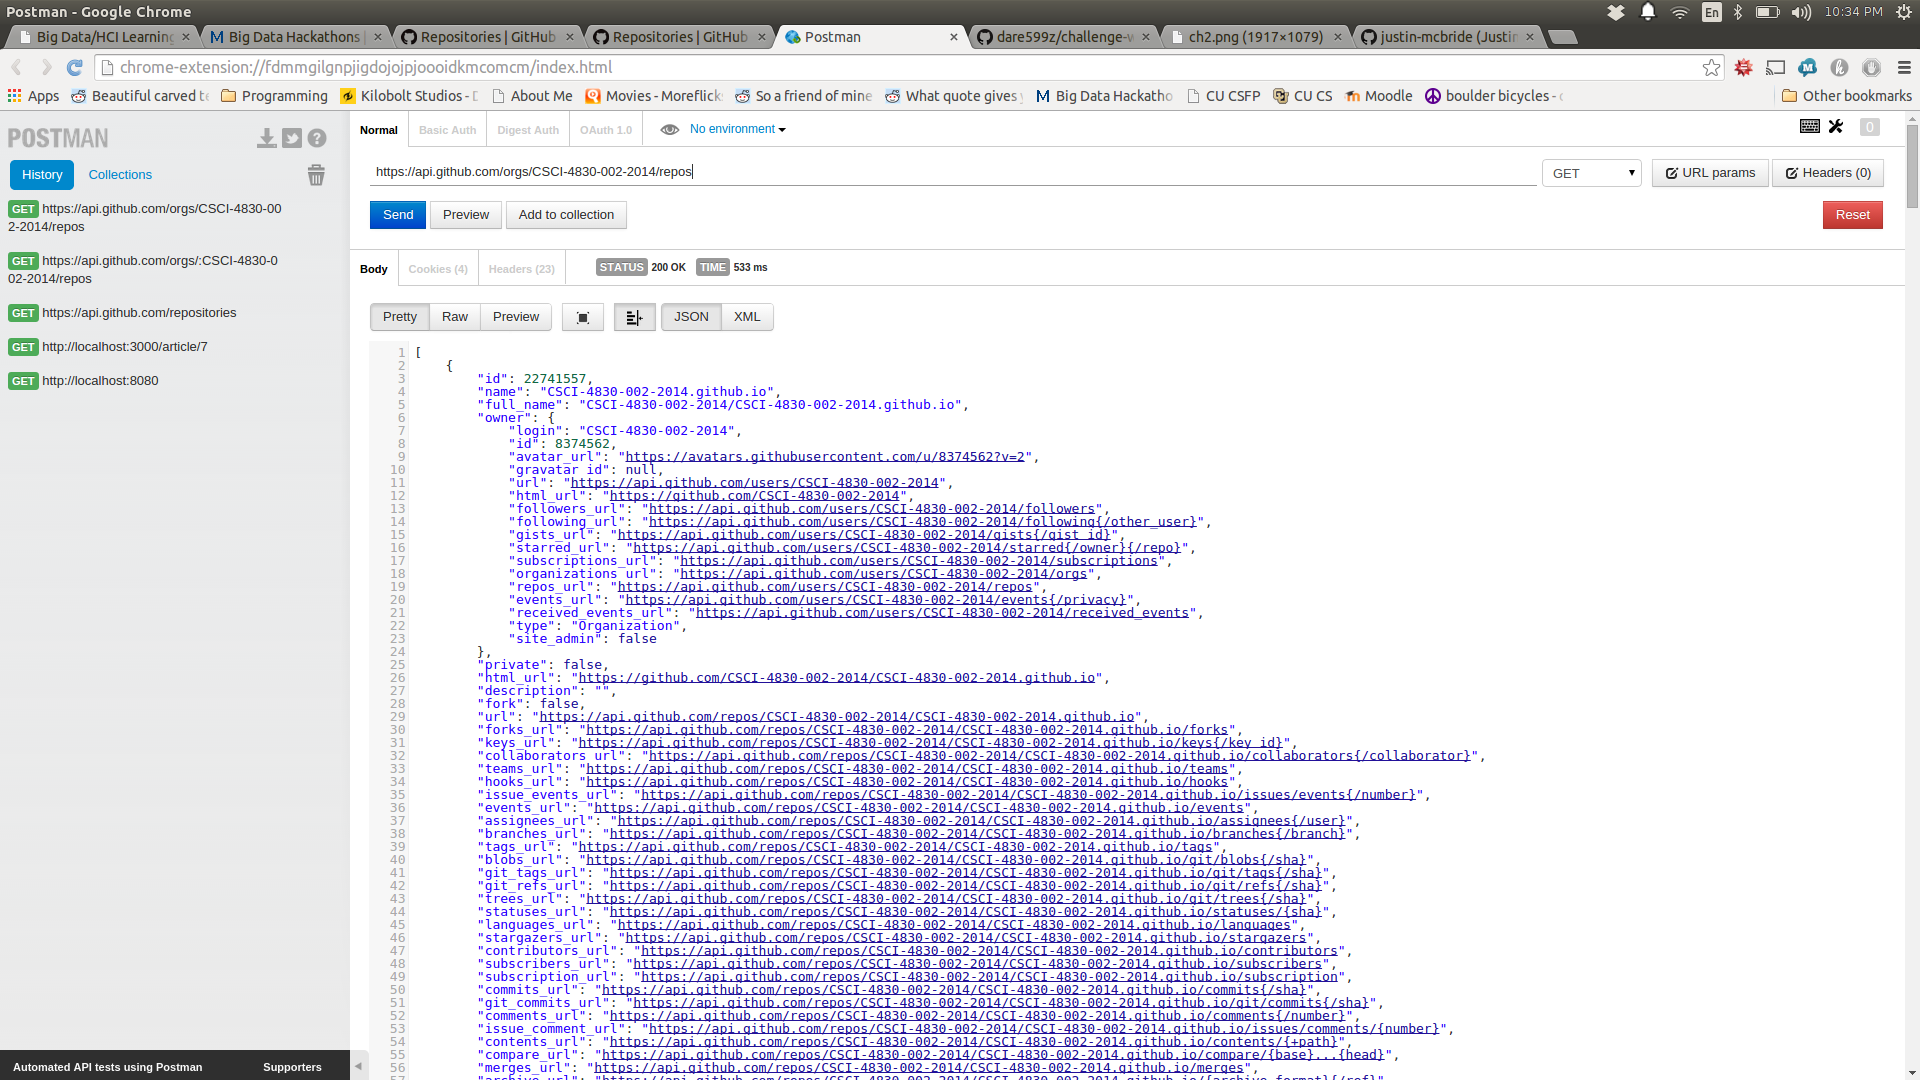 Postman - Google Chrome
En
10:34 PM
Big Data/HCI Learning
Big Data Hackathons |
Repositories | GitHub
Repositories | GitHub
Postman
dare599z/challenge-w
ch2.png (1917×1079)
justin-mcbride (Justin
chrome-extension://fdmmgilgnpjigdojojpjoooidkmcomcm/index.html
Apps
Beautiful carved t
Programming
Kilobolt Studios - D
About Me
Movies - Moreflick
So a friend of mine
What quote gives y
Big Data Hackatho
CU CSFP
CU CS
Moodle
boulder bicycles - c
Other bookmarks
POSTMAN
History
Collections
GET https://api.github.com/orgs/CSCI-4830-00
2-2014/repos
GET https://api.github.com/orgs/:CSCI-4830-0
02-2014/repos
GET https://api.github.com/repositories
GET http://localhost:3000/article/7
GET http://localhost:8080
Automated API tests using Postman
Supporters
Normal
Basic Auth
Digest Auth
OAuth 1.0
No environment
0
https://api.github.com/orgs/CSCI-4830-002-2014/repos
GET
URL params
Headers (0)
Send
Preview
Add to collection
Reset
Body
Cookies (4)
Headers (23)
STATUS 200 OK
TIME 533 ms
Pretty
Raw
Preview
JSON
XML
1 [
2 {
3 "id": 22741557,
4 "name": "CSCI-4830-002-2014.github.io",
5 "full_name": "CSCI-4830-002-2014/CSCI-4830-002-2014.github.io",
6 "owner": {
7 "login": "CSCI-4830-002-2014",
8 "id": 8374562,
9 "avatar_url": "https://avatars.githubusercontent.com/u/8374562?v=2",
10 "gravatar_id": null,
11 "url": "https://api.github.com/users/CSCI-4830-002-2014",
12 "html_url": "https://github.com/CSCI-4830-002-2014",
13 "followers_url": "https://api.github.com/users/CSCI-4830-002-2014/followers",
14 "following_url": "https://api.github.com/users/CSCI-4830-002-2014/following{/other_user}",
15 "gists_url": "https://api.github.com/users/CSCI-4830-002-2014/gists{/gist_id}",
16 "starred_url": "https://api.github.com/users/CSCI-4830-002-2014/starred{/owner}{/repo}",
17 "subscriptions_url": "https://api.github.com/users/CSCI-4830-002-2014/subscriptions",
18 "organizations_url": "https://api.github.com/users/CSCI-4830-002-2014/orgs",
19 "repos_url": "https://api.github.com/users/CSCI-4830-002-2014/repos",
20 "events_url": "https://api.github.com/users/CSCI-4830-002-2014/events{/privacy}",
21 "received_events_url": "https://api.github.com/users/CSCI-4830-002-2014/received_events",
22 "type": "Organization",
23 "site_admin": false
24 },
25 "private": false,
26 "html_url": "https://github.com/CSCI-4830-002-2014/CSCI-4830-002-2014.github.io",
27 "description": "",
28 "fork": false,
29 "url": "https://api.github.com/repos/CSCI-4830-002-2014/CSCI-4830-002-2014.github.io",
30 "forks_url": "https://api.github.com/repos/CSCI-4830-002-2014/CSCI-4830-002-2014.github.io/forks",
31 "keys_url": "https://api.github.com/repos/CSCI-4830-002-2014/CSCI-4830-002-2014.github.io/keys{/key_id}",
32 "collaborators_url": "https://api.github.com/repos/CSCI-4830-002-2014/CSCI-4830-002-2014.github.io/collaborators{/collaborator}",
33 "teams_url": "https://api.github.com/repos/CSCI-4830-002-2014/CSCI-4830-002-2014.github.io/teams",
34 "hooks_url": "https://api.github.com/repos/CSCI-4830-002-2014/CSCI-4830-002-2014.github.io/hooks",
35 "issue_events_url": "https://api.github.com/repos/CSCI-4830-002-2014/CSCI-4830-002-2014.github.io/issues/events{/number}",
36 "events_url": "https://api.github.com/repos/CSCI-4830-002-2014/CSCI-4830-002-2014.github.io/events",
37 "assignees_url": "https://api.github.com/repos/CSCI-4830-002-2014/CSCI-4830-002-2014.github.io/assignees{/user}",
38 "branches_url": "https://api.github.com/repos/CSCI-4830-002-2014/CSCI-4830-002-2014.github.io/branches{/branch}",
39 "tags_url": "https://api.github.com/repos/CSCI-4830-002-2014/CSCI-4830-002-2014.github.io/tags",
40 "blobs_url": "https://api.github.com/repos/CSCI-4830-002-2014/CSCI-4830-002-2014.github.io/git/blobs{/sha}",
41 "git_tags_url": "https://api.github.com/repos/CSCI-4830-002-2014/CSCI-4830-002-2014.github.io/git/tags{/sha}",
42 "git_refs_url": "https://api.github.com/repos/CSCI-4830-002-2014/CSCI-4830-002-2014.github.io/git/refs{/sha}",
43 "trees_url": "https://api.github.com/repos/CSCI-4830-002-2014/CSCI-4830-002-2014.github.io/git/trees{/sha}",
44 "statuses_url": "https://api.github.com/repos/CSCI-4830-002-2014/CSCI-4830-002-2014.github.io/statuses/{sha}",
45 "languages_url": "https://api.github.com/repos/CSCI-4830-002-2014/CSCI-4830-002-2014.github.io/languages",
46 "stargazers_url": "https://api.github.com/repos/CSCI-4830-002-2014/CSCI-4830-002-2014.github.io/stargazers",
47 "contributors_url": "https://api.github.com/repos/CSCI-4830-002-2014/CSCI-4830-002-2014.github.io/contributors",
48 "subscribers_url": "https://api.github.com/repos/CSCI-4830-002-2014/CSCI-4830-002-2014.github.io/subscribers",
49 "subscription_url": "https://api.github.com/repos/CSCI-4830-002-2014/CSCI-4830-002-2014.github.io/subscription",
50 "commits_url": "https://api.github.com/repos/CSCI-4830-002-2014/CSCI-4830-002-2014.github.io/commits{/sha}",
51 "git_commits_url": "https://api.github.com/repos/CSCI-4830-002-2014/CSCI-4830-002-2014.github.io/git/commits{/sha}",
52 "comments_url": "https://api.github.com/repos/CSCI-4830-002-2014/CSCI-4830-002-2014.github.io/comments{/number}",
53 "issue_comment_url": "https://api.github.com/repos/CSCI-4830-002-2014/CSCI-4830-002-2014.github.io/issues/comments/{number}",
54 "contents_url": "https://api.github.com/repos/CSCI-4830-002-2014/CSCI-4830-002-2014.github.io/contents/{+path}",
55 "compare_url": "https://api.github.com/repos/CSCI-4830-002-2014/CSCI-4830-002-2014.github.io/compare/{base}...{head}",
56 "merges_url": "https://api.github.com/repos/CSCI-4830-002-2014/CSCI-4830-002-2014.github.io/merges",
57 "archive_url": "https://api.github.com/repos/CSCI-4830-002-2014/CSCI-4830-002-2014.github.io/{archive_format}{/ref}"